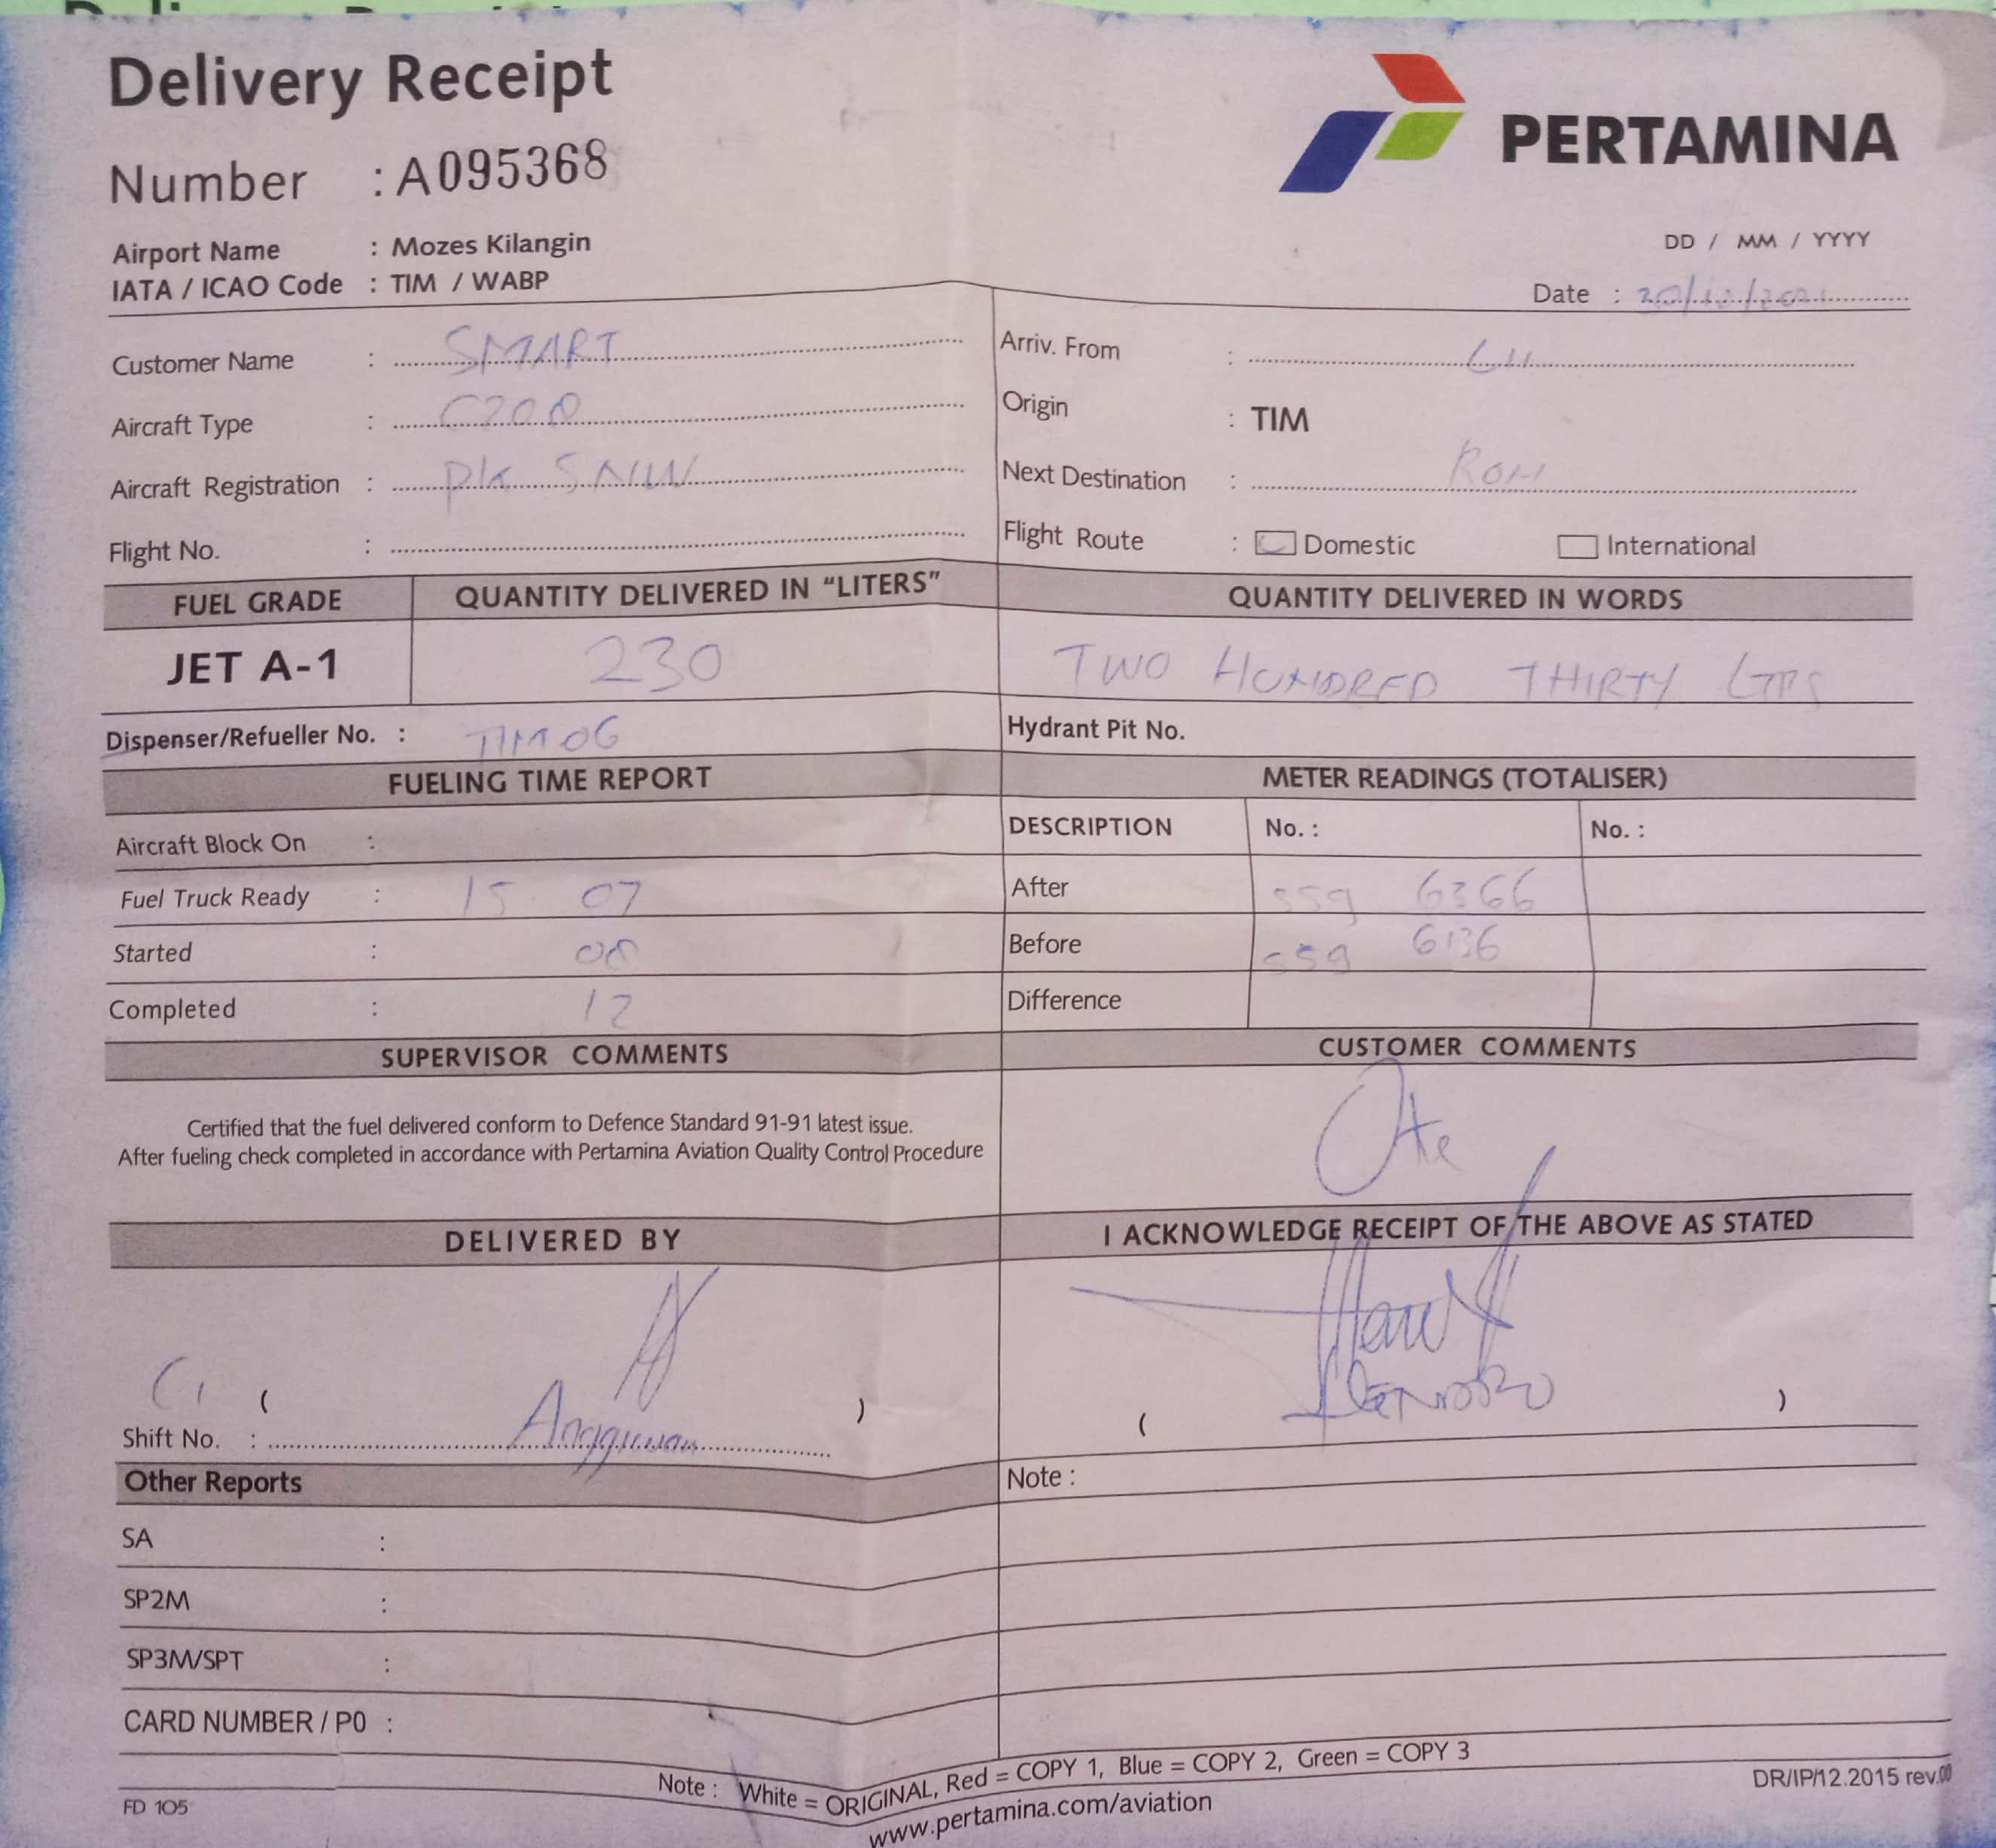 Delivery Receipt
PERTAMINA
Number : A095368
Airport Name : Mozes Kilangin
IATA / ICAO Code : TIM / WABP
DD / MM / YYYY
Date : 20/12/2021
Customer Name : SMART
Arriv. From :
Aircraft Type : C208
Origin : TIM
Aircraft Registration : PK SNW
Next Destination :
Flight No. :
Flight Route : Domestic International
FUEL GRADE QUANTITY DELIVERED IN "LITERS" QUANTITY DELIVERED IN WORDS
JET A-1 230 TWO HUNDRED THIRTY LTRS
Dispenser/Refueller No. : TIM 06 Hydrant Pit No.
FUELING TIME REPORT METER READINGS (TOTALISER)
Aircraft Block On : DESCRIPTION No. : No. :
Fuel Truck Ready : 15 07 After 559 6366
Started : 08 Before 559 6136
Completed : 12 Difference
SUPERVISOR COMMENTS CUSTOMER COMMENTS
Certified that the fuel delivered conform to Defence Standard 91-91 latest issue.
After fueling check completed in accordance with Pertamina Aviation Quality Control Procedure
DELIVERED BY I ACKNOWLEDGE RECEIPT OF THE ABOVE AS STATED
( ) ( )
Shift No. : Angguwan
Other Reports Note :
SA :
SP2M :
SP3M/SPT :
CARD NUMBER / P0 :
Note : White = ORIGINAL, Red = COPY 1, Blue = COPY 2, Green = COPY 3
FD 105 www.pertamina.com/aviation DR/IP/12.2015 rev.00